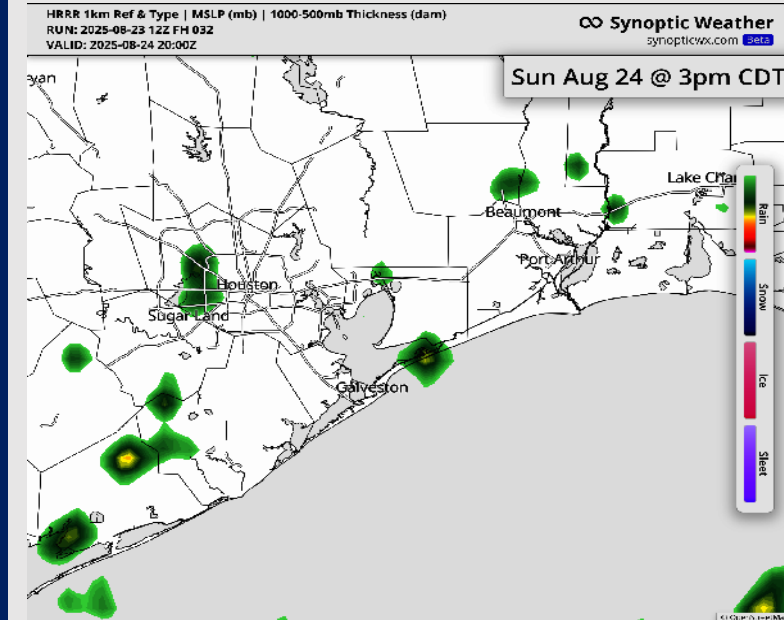 HRRR 1km Ref & Type | MSLP (mb) | 1000-500mb Thickness (dam)
RUN: 2025-08-23 12Z FH 032
VALID: 2025-08-24 20:00Z
Synoptic Weather
synopticwx.com Beta
Sun Aug 24 @ 3pm CDT
yan
Lake Char
Beaumont
Port Arthur
Houston
Sugar Land
Galveston
Rain
Snow
Ice
Sleet
© OpenStreetMa